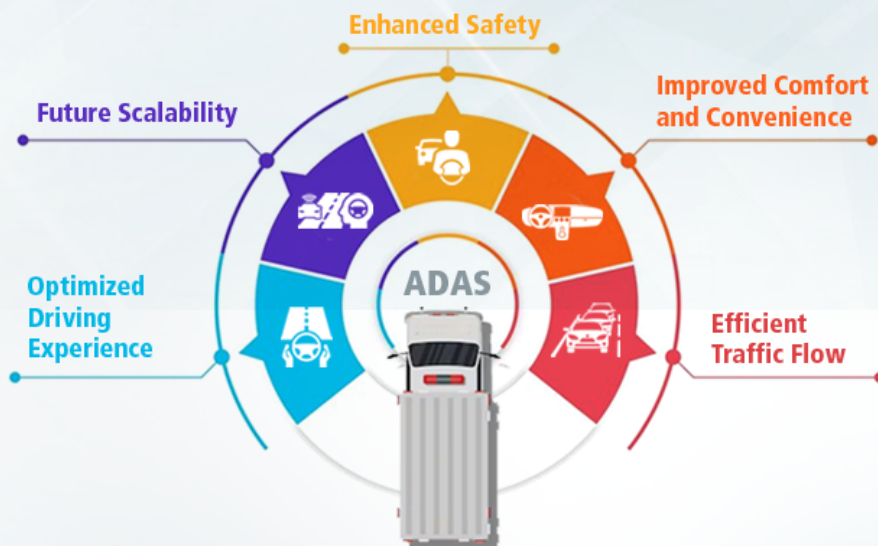 Enhanced Safety
Future Scalability
Improved Comfort
and Convenience
ADAS
Optimized
Driving
Experience
Efficient
Traffic Flow